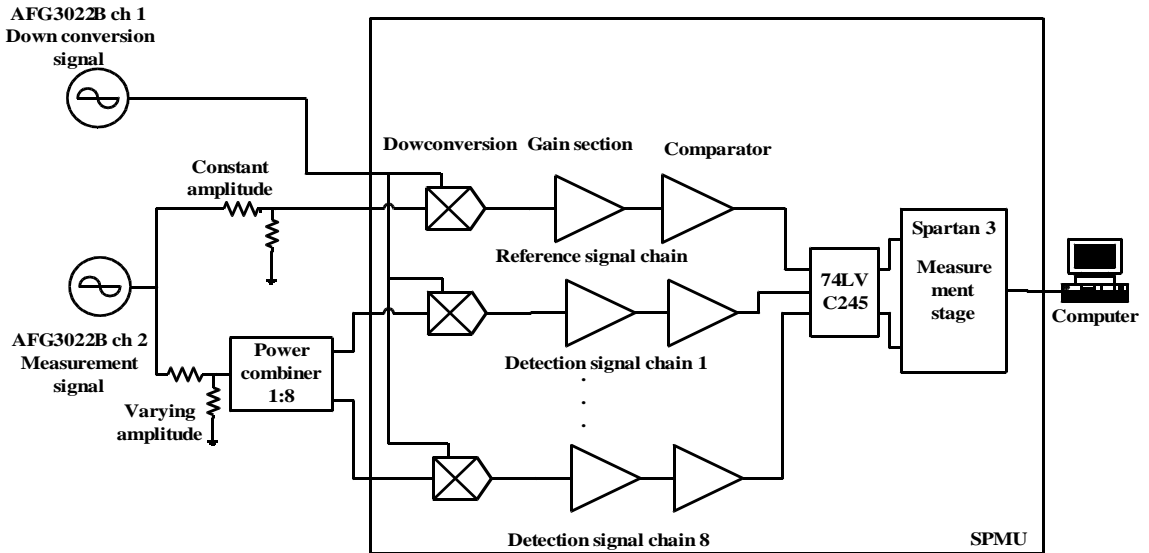 AFG3022B ch 1
Down conversion
signal
Dowconversion
Gain section
Comparator
Constant
amplitude
Reference signal chain
Spartan 3
Measure
ment
stage
74LV
C245
Computer
AFG3022B ch 2
Measurement
signal
Power
combiner
1:8
Detection signal chain 1
Varying
amplitude
Detection signal chain 8
SPMU